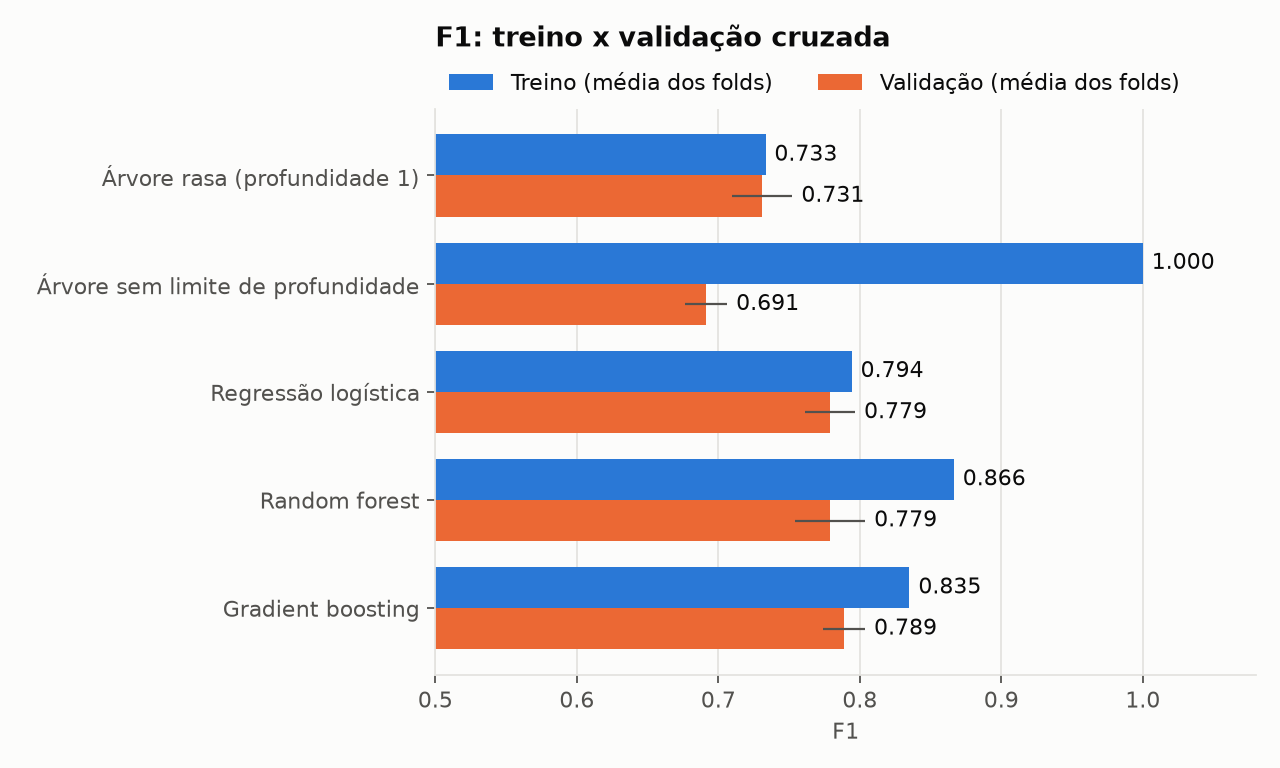 F1: treino x validação cruzada
Treino (média dos folds) Validação (média dos folds)
Árvore rasa (profundidade 1)
0.733
0.731
Árvore sem limite de profundidade
1.000
0.691
Regressão logística
0.794
0.779
Random forest
0.866
0.779
Gradient boosting
0.835
0.789
0.5 0.6 0.7 0.8 0.9 1.0
F1